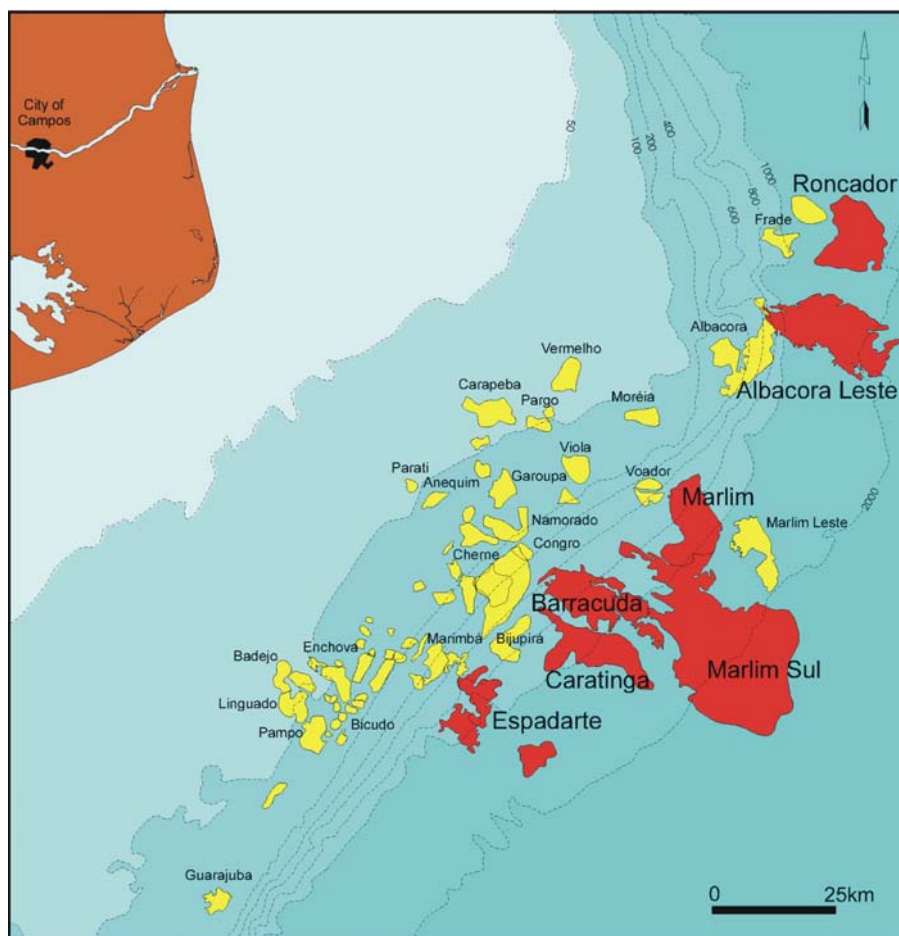 City of
Campos
N
50
100
200
400
600
800
1000
2000
Roncador
Frade
Albacora
Albacora Leste
Vermelho
Carapeba
Pargo
Moréia
Viola
Parati
Anequim
Garoupa
Voador
Marlim
Marlim Leste
Namorado
Cherne
Congro
Barracuda
Bijupirá
Marimbá
Enchova
Badejo
Caratinga
Marlim Sul
Linguado
Bicudo
Pampo
Espadarte
Guarajuba
0 25km